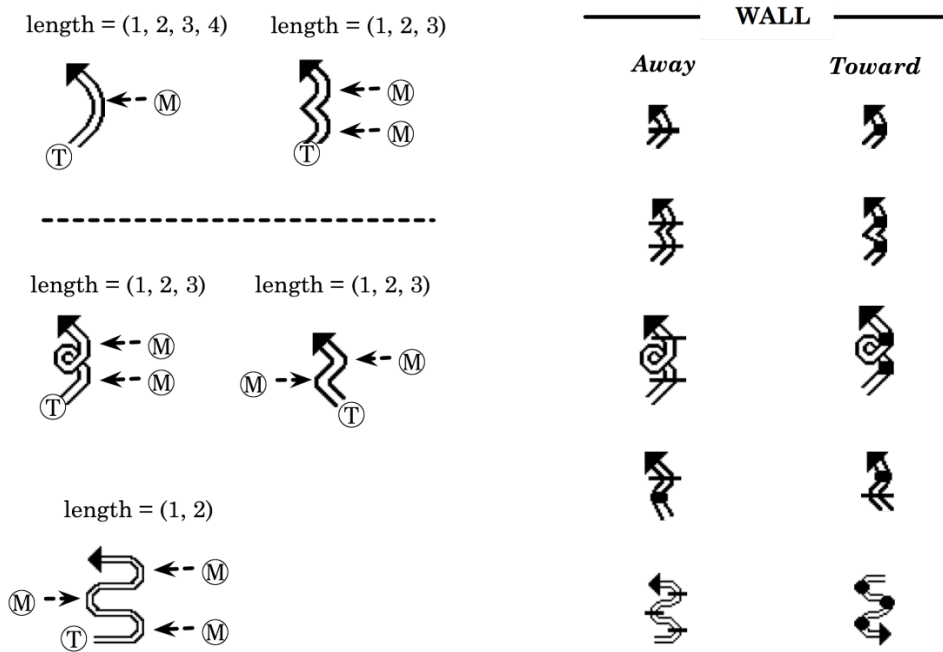 length = (1, 2, 3, 4)
length = (1, 2, 3)
WALL
Away
Toward
M
T
M
M
T
length = (1, 2, 3)
length = (1, 2, 3)
M
M
T
M
M
T
length = (1, 2)
M
M
T
M